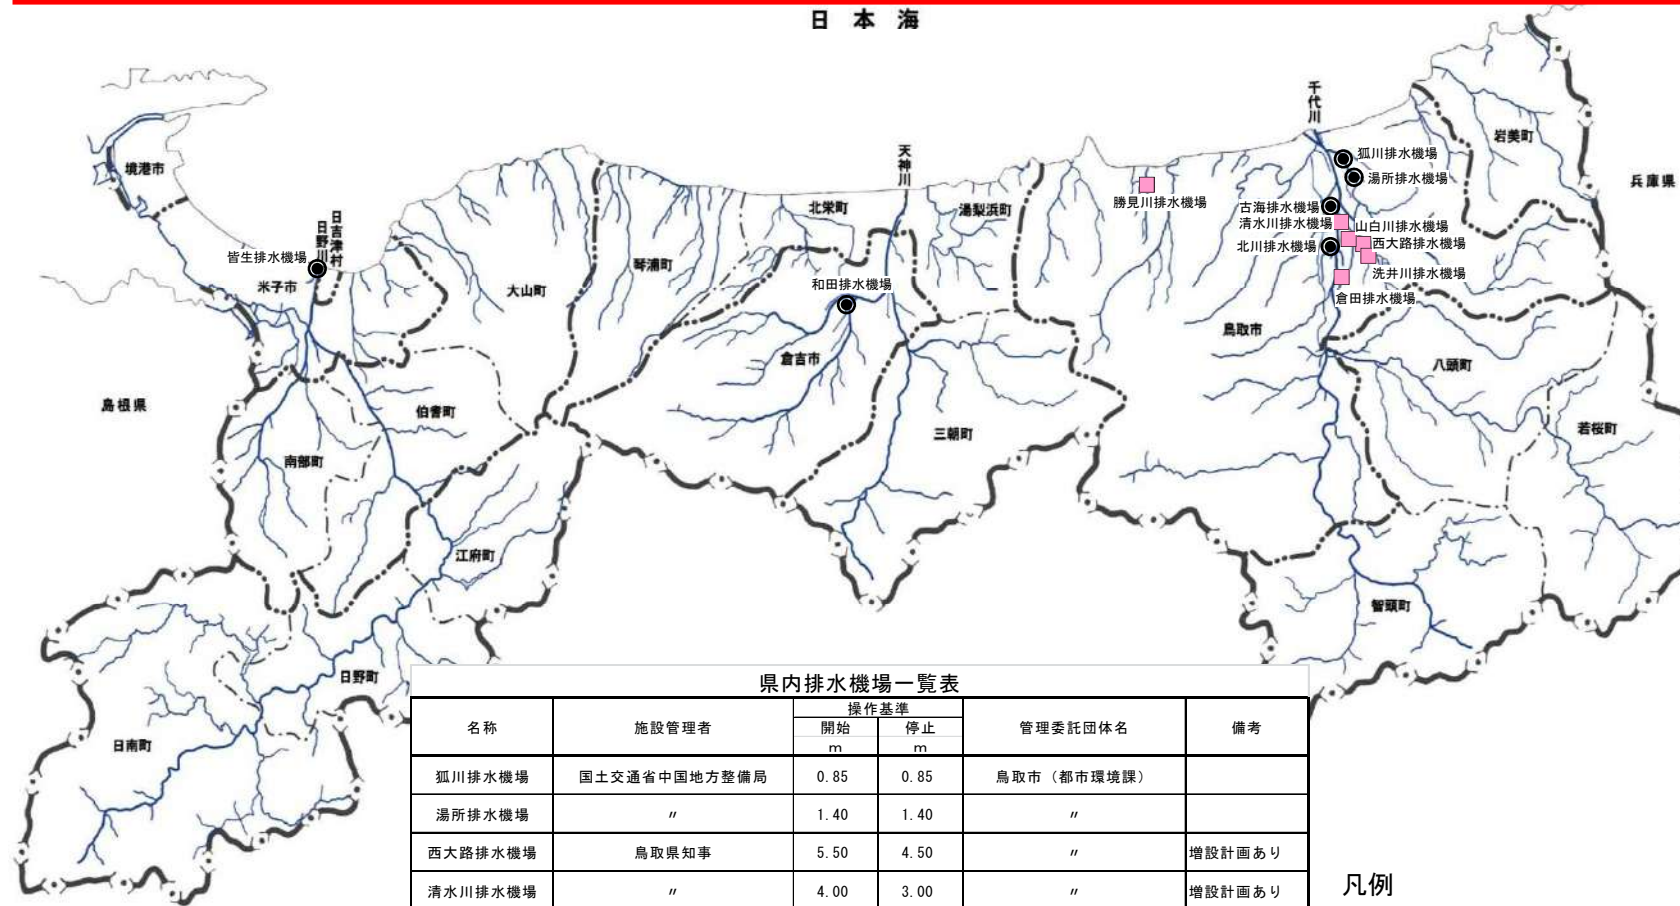 日本海
千代川
岩美町
狐川排水機場
兵庫県
湯所排水機場
天神川
境港市
勝見川排水機場
古海排水機場
北栄町
湯梨浜町
清水川排水機場
山白川排水機場
日吉津村
日野川
北川排水機場
西大路排水機場
皆生排水機場
琴浦町
洗井川排水機場
米子市
大山町
和田排水機場
倉田排水機場
鳥取市
倉吉市
八頭町
島根県
伯耆町
若桜町
三朝町
南部町
江府町
智頭町
日野町
日南町
県内排水機場一覧表
名称 施設管理者 操作基準 管理委託団体名 備考
開始 停止
m m
狐川排水機場 国土交通省中国地方整備局 0.85 0.85 鳥取市（都市環境課）
湯所排水機場 〃 1.40 1.40 〃
西大路排水機場 鳥取県知事 5.50 4.50 〃 増設計画あり
清水川排水機場 〃 4.00 3.00 〃 増設計画あり
凡例